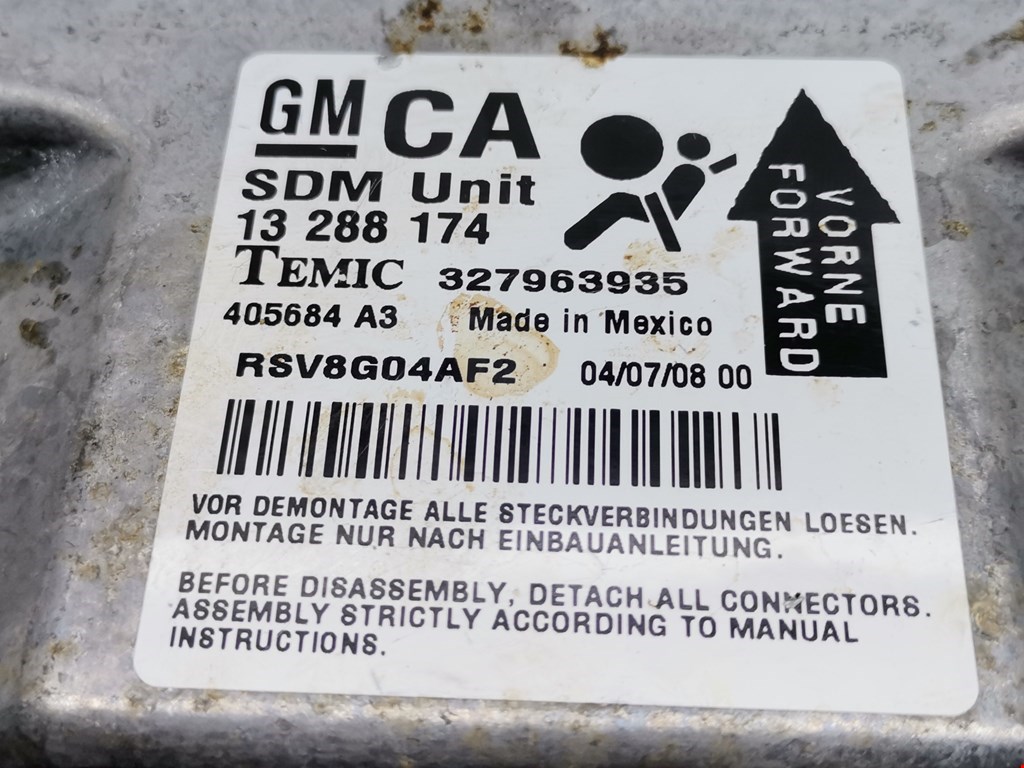 GM CA
SDM Unit
13 288 174
TEMIC 327963935
405684 A3 Made in Mexico
RSV8G04AF2 04/07/08 00
VORNE
FORWARD
VOR DEMONTAGE ALLE STECKVERBINDUNGEN LOESEN.
MONTAGE NUR NACH EINBAUANLEITUNG.
BEFORE DISASSEMBLY, DETACH ALL CONNECTORS.
ASSEMBLY STRICTLY ACCORDING TO MANUAL
INSTRUCTIONS.